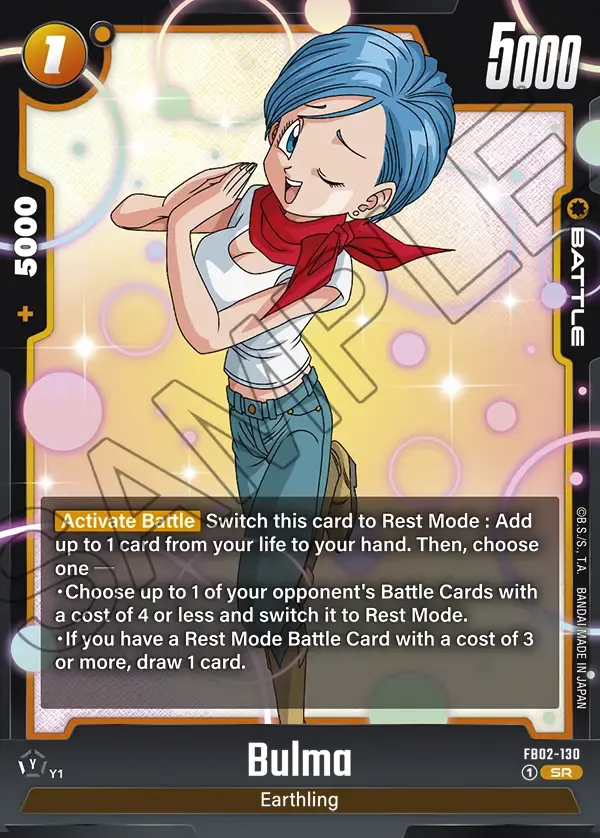 1
5000
+ 5000
BATTLE
SAMPLE
Activate Battle Switch this card to Rest Mode : Add
up to 1 card from your life to your hand. Then, choose
one —
・Choose up to 1 of your opponent's Battle Cards with
a cost of 4 or less and switch it to Rest Mode.
・If you have a Rest Mode Battle Card with a cost of 3
or more, draw 1 card.
©B.S./S., T.A. BANDAI MADE IN JAPAN
Bulma
FB02-130
Y Y1
1 SR
Earthling